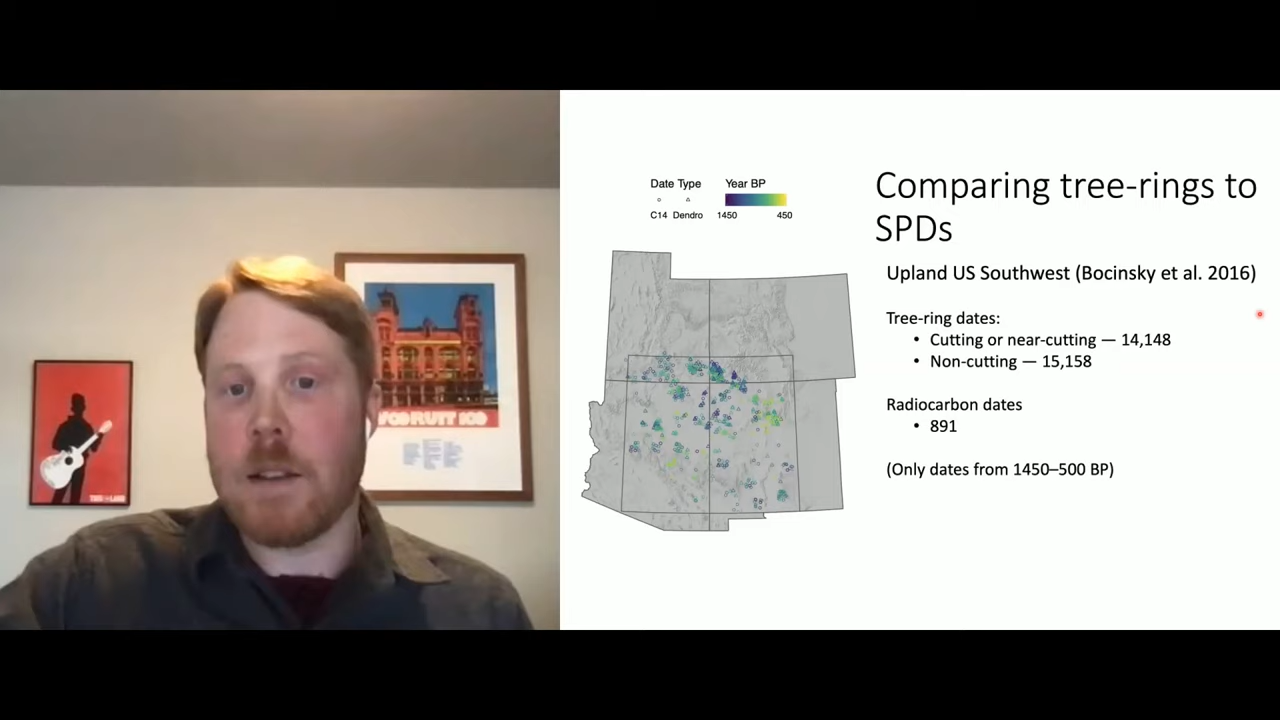 Comparing tree-rings to
SPDs
Upland US Southwest (Bocinsky et al. 2016)
Tree-ring dates:
• Cutting or near-cutting — 14,148
• Non-cutting — 15,158
Radiocarbon dates
• 891
(Only dates from 1450–500 BP)
Date Type
C14 Dendro
Year BP
1450 450